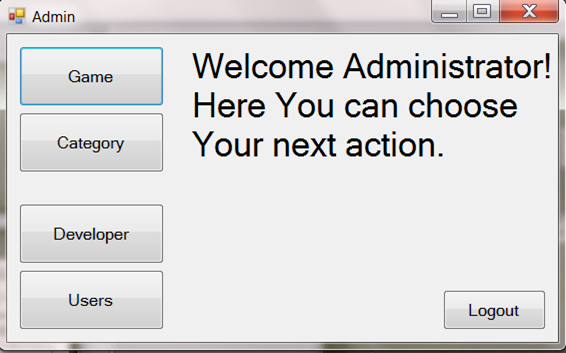 Admin
Game
Category
Developer
Users
Welcome Administrator!
Here You can choose
Your next action.
Logout